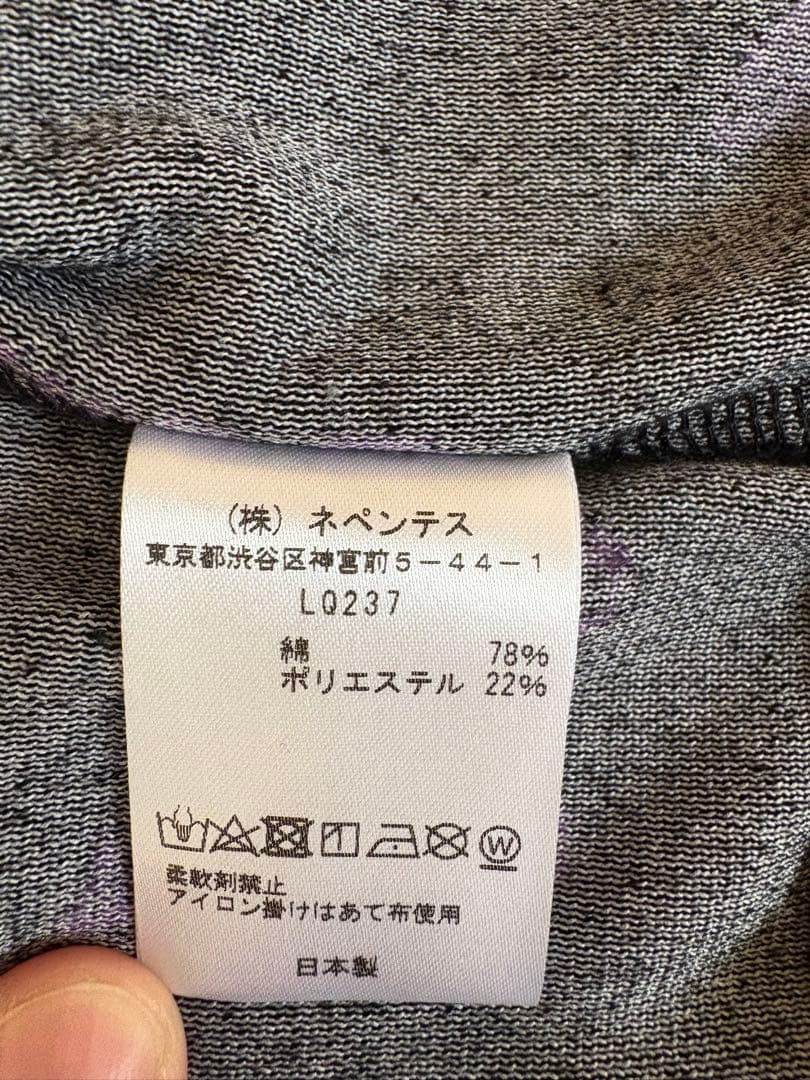 (株) ネペンテス
東京都渋谷区神宮前5-44-1
LQ237
綿 78%
ポリエステル 22%
W
柔軟剤禁止
アイロン掛けはあて布使用
日本製